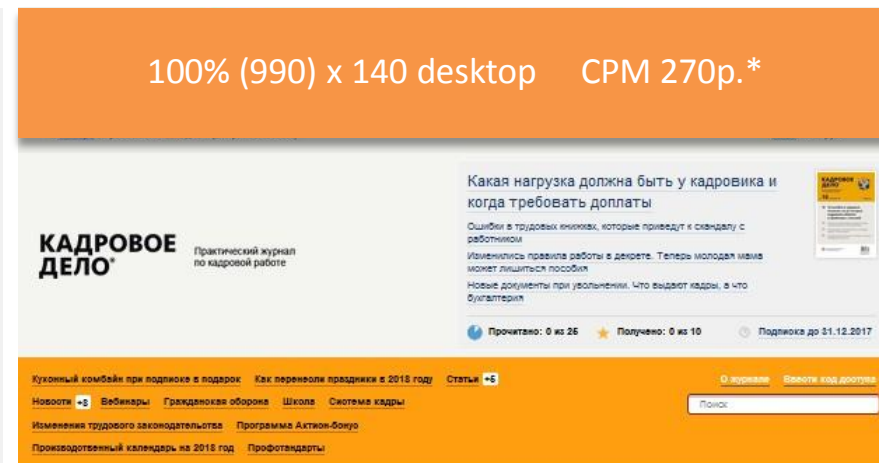 100% (990) x 140 desktop CPM 270р.*
Какая нагрузка должна быть у кадровика и
когда требовать доплаты
Ошибки в трудовых книжках, которые приведут к скандалу с
работником
Изменились правила работы в декрете. Теперь молодая мама
может лишиться пособия
Новые документы при увольнении. Что выдают кадры, а что
бухгалтерия
КАДРОВОЕ
ДЕЛО®
Практический журнал
по кадровой работе
КАДРОВОЕ
ДЕЛО
Прочитано: 0 из 26 Получено: 0 из 10 Подписка до 31.12.2017
Кухонный комбайн при подписке в подарок Как перенесли праздники в 2018 году Статьи +6
О журнале Ввести код доступа
Новости +8 Вебинары Гражданская оборона Школа Система кадры
Поиск
Изменения трудового законодательства Программа Актион-бонус
Производственный календарь на 2018 год Профстандарты